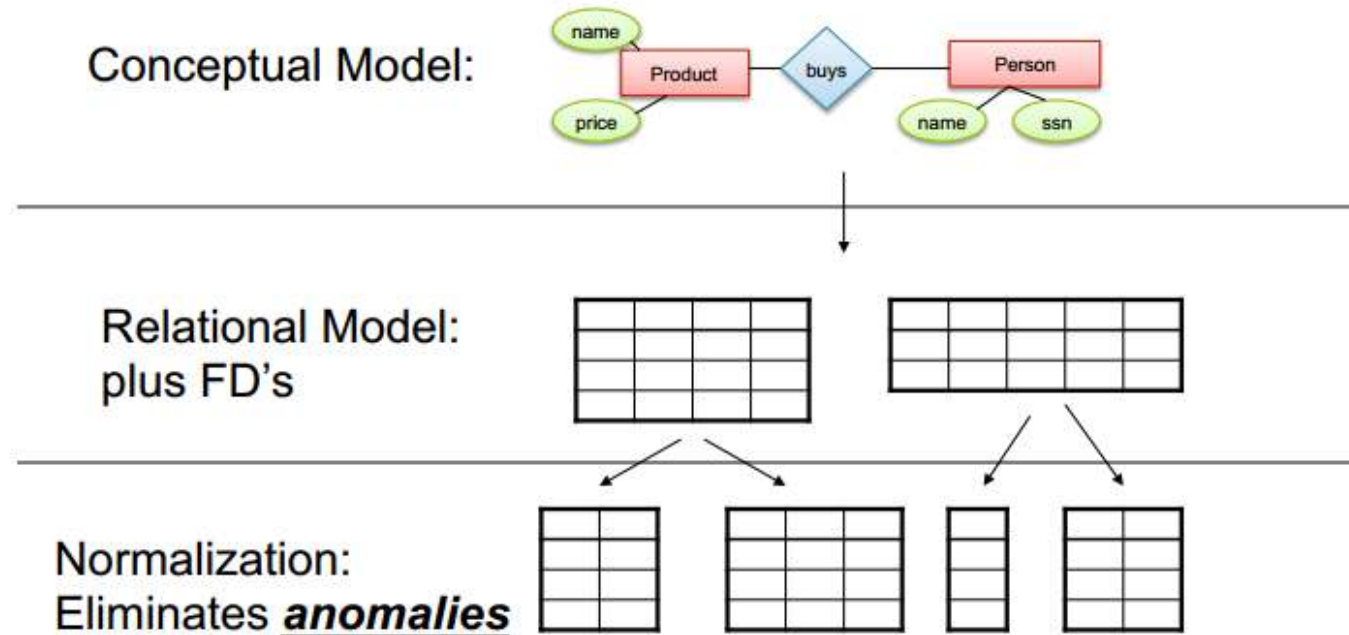 name
Conceptual Model:
Product
buys
Person
price
name
ssn
Relational Model:
plus FD's
Normalization:
Eliminates anomalies